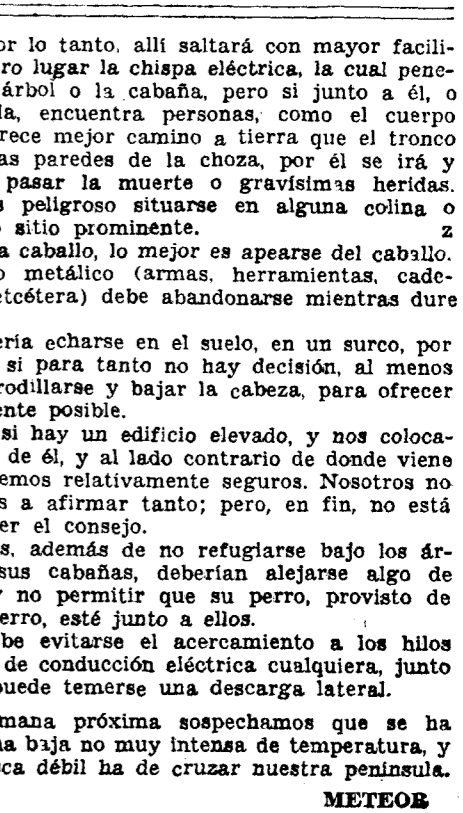 or lo tanto, allí saltará con mayor facili-
ro lugar la chispa eléctrica, la cual pene-
árbol o la cabaña, pero si junto a él, o
la, encuentra personas, como el cuerpo
rece mejor camino a tierra que el tronco
as paredes de la choza, por él se irá y
pasar la muerte o gravísimas heridas.
s peligroso situarse en alguna colina o
o sitio prominente. z
a caballo, lo mejor es apearse del caballo.
o metálico (armas, herramientas, cade-
etcétera) debe abandonarse mientras dure
ería echarse en el suelo, en un surco, por
si para tanto no hay decisión, al menos
rodillarse y bajar la cabeza, para ofrecer
ente posible.
si hay un edificio elevado, y nos coloca-
de él, y al lado contrario de donde viene
emos relativamente seguros. Nosotros no
s a afirmar tanto; pero, en fin, no está
er el consejo.
s, además de no refugiarse bajo los ár-
sus cabañas, deberían alejarse algo de
y no permitir que su perro, provisto de
erro, esté junto a ellos.
be evitarse el acercamiento a los hilos
de conducción eléctrica cualquiera, junto
puede temerse una descarga lateral.
mana próxima sospechamos que se ha
na baja no muy intensa de temperatura, y
ca débil ha de cruzar nuestra península.
METEOR